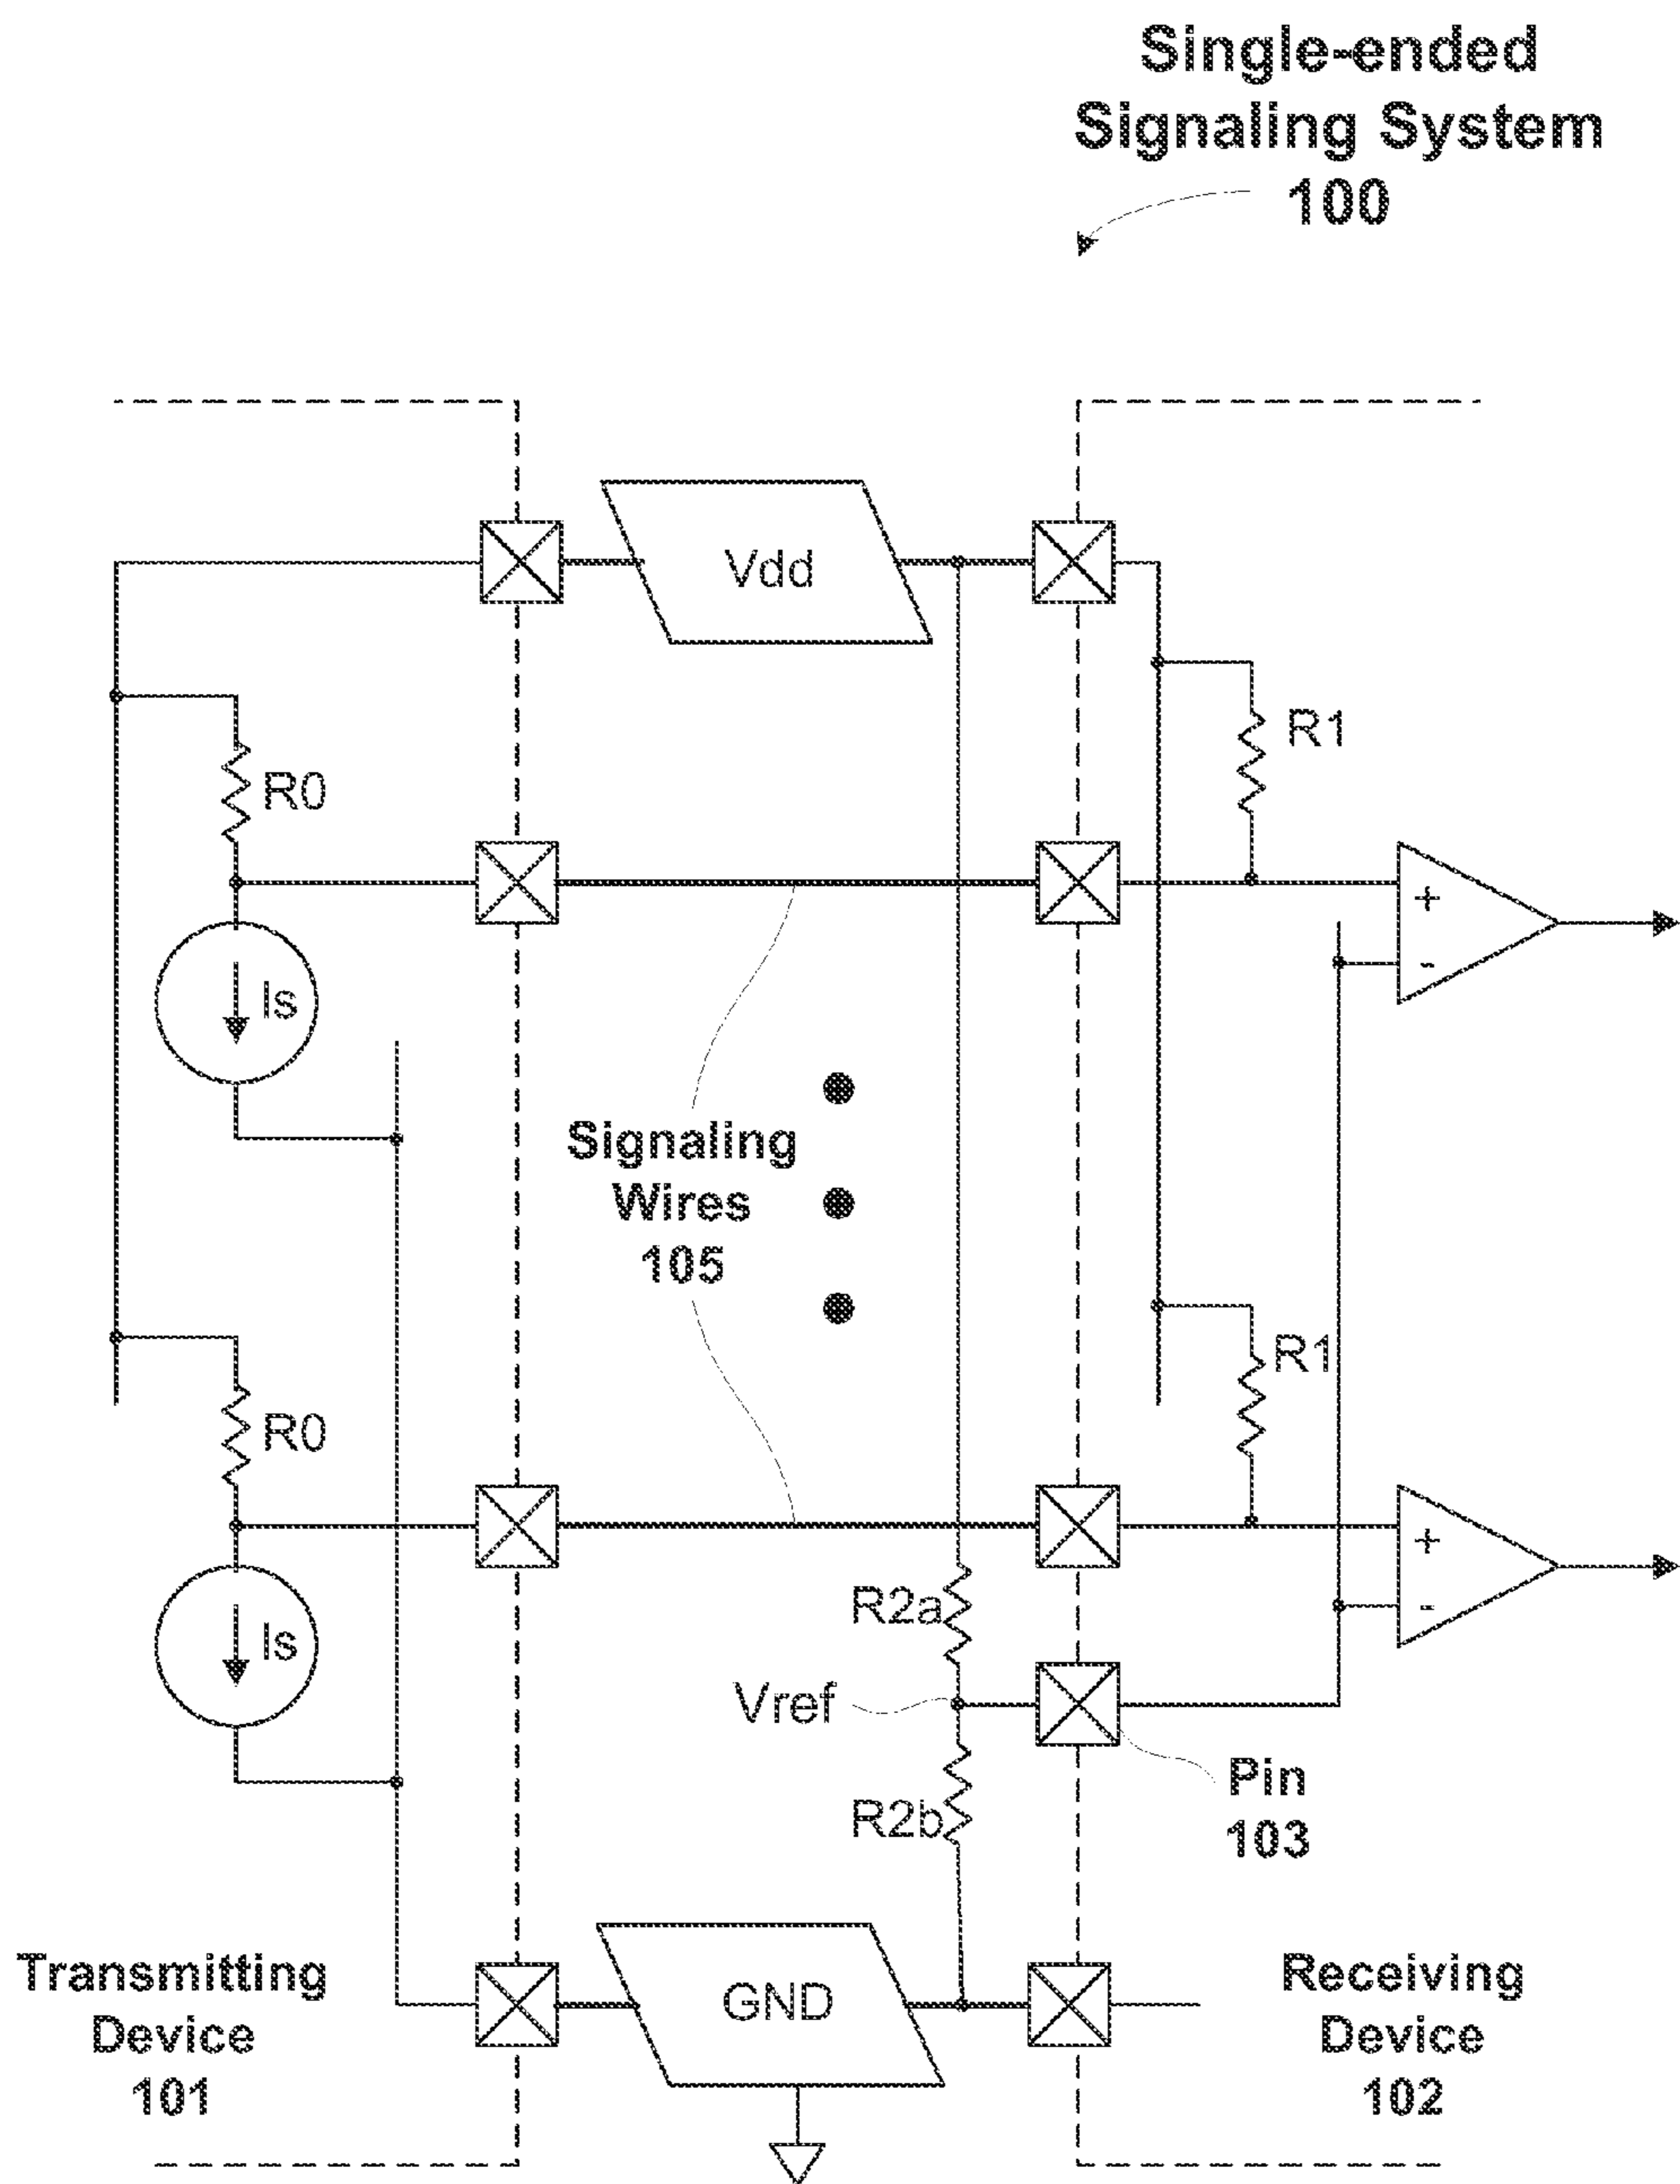 Single-ended
Signaling System
100
Vdd
R1
R0
+
-
Is
Signaling
Wires
105
R1
R0
+
R2a
-
Is
Vref
Pin
103
R2b
Transmitting
Device
101
GND
Receiving
Device
102